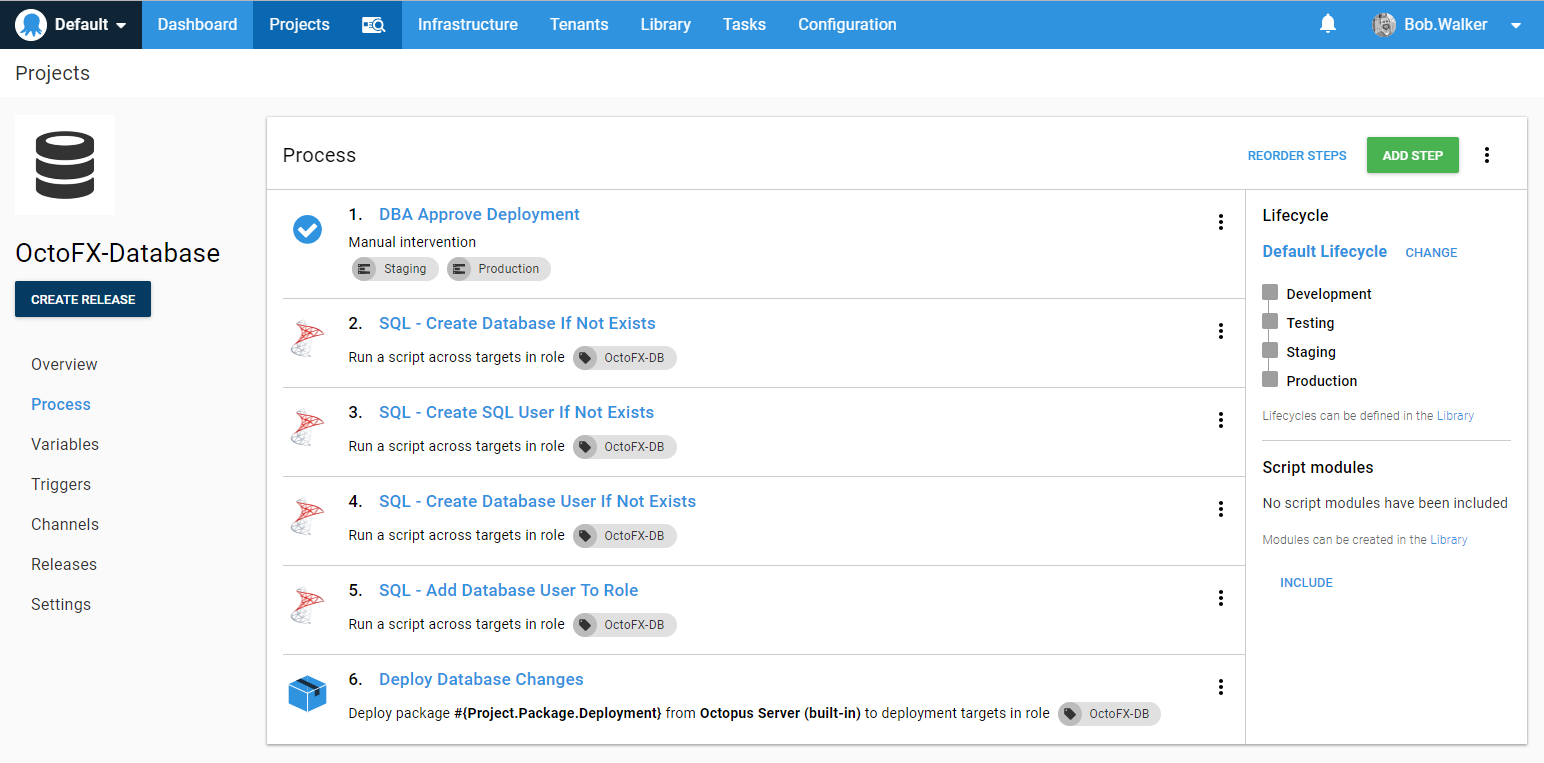 Default Dashboard Projects Infrastructure Tenants Library Tasks Configuration Bob.Walker
Projects
OctoFX-Database
CREATE RELEASE
Overview
Process
Variables
Triggers
Channels
Releases
Settings
Process REORDER STEPS ADD STEP
1. DBA Approve Deployment
Manual intervention
Staging Production
2. SQL - Create Database If Not Exists
Run a script across targets in role OctoFX-DB
3. SQL - Create SQL User If Not Exists
Run a script across targets in role OctoFX-DB
4. SQL - Create Database User If Not Exists
Run a script across targets in role OctoFX-DB
5. SQL - Add Database User To Role
Run a script across targets in role OctoFX-DB
6. Deploy Database Changes
Deploy package #{Project.Package.Deployment} from Octopus Server (built-in) to deployment targets in role OctoFX-DB
Lifecycle
Default Lifecycle CHANGE
Development
Testing
Staging
Production
Lifecycles can be defined in the Library
Script modules
No script modules have been included
Modules can be created in the Library
INCLUDE